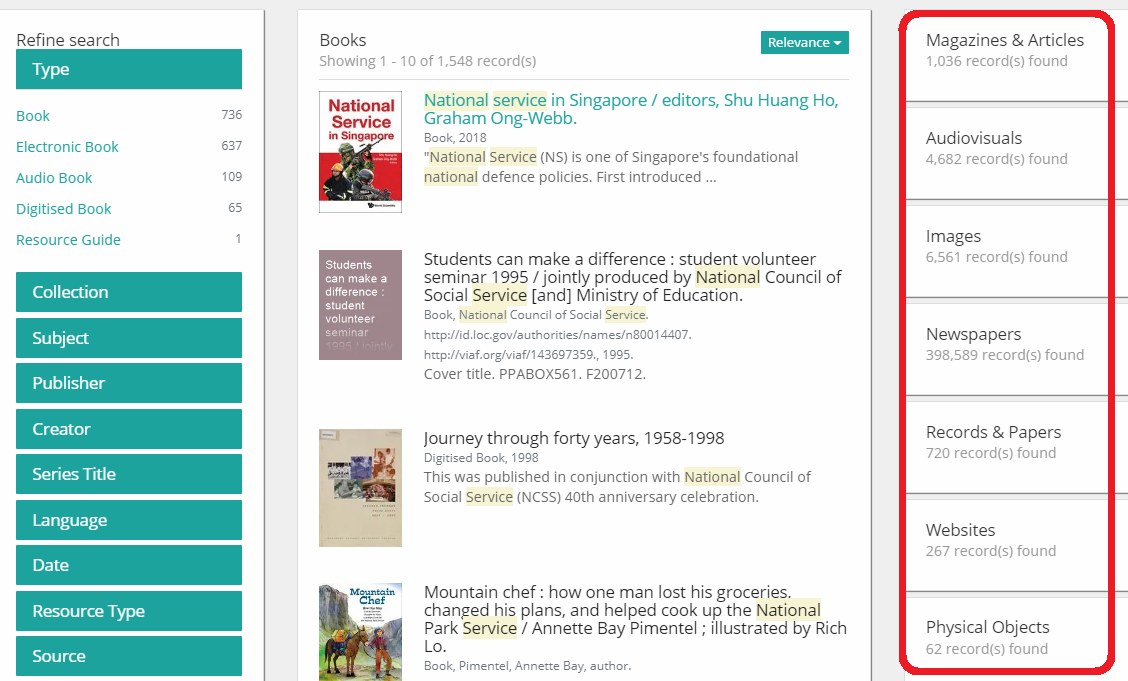 Refine search
Type
Book 736
Electronic Book 637
Audio Book 109
Digitised Book 65
Resource Guide 1
Collection
Subject
Publisher
Creator
Series Title
Language
Date
Resource Type
Source
Books
Relevance
Showing 1 - 10 of 1,548 record(s)
National
Service
in Singapore
World Scientific
National service in Singapore / editors, Shu Huang Ho,
Graham Ong-Webb.
Book, 2018
"National Service (NS) is one of Singapore's foundational
national defence policies. First introduced ...
Students
can make a
difference :
student
volunteer
seminar
1995 / jointly
Students can make a difference : student volunteer
seminar 1995 / jointly produced by National Council of
Social Service [and] Ministry of Education.
Book, National Council of Social Service.
http://id.loc.gov/authorities/names/n80014407.
http://viaf.org/viaf/143697359., 1995.
Cover title. PPABOX561. F200712.
Journey through forty years, 1958-1998
Digitised Book, 1998
This was published in conjunction with National Council of
Social Service (NCSS) 40th anniversary celebration.
Mountain
Chef
Mountain chef : how one man lost his groceries.
changed his plans, and helped cook up the National
Park Service / Annette Bay Pimentel ; illustrated by Rich
Lo.
Book, Pimentel, Annette Bay, author.
Magazines & Articles
1,036 record(s) found
Audiovisuals
4,682 record(s) found
Images
6,561 record(s) found
Newspapers
398,589 record(s) found
Records & Papers
720 record(s) found
Websites
267 record(s) found
Physical Objects
62 record(s) found